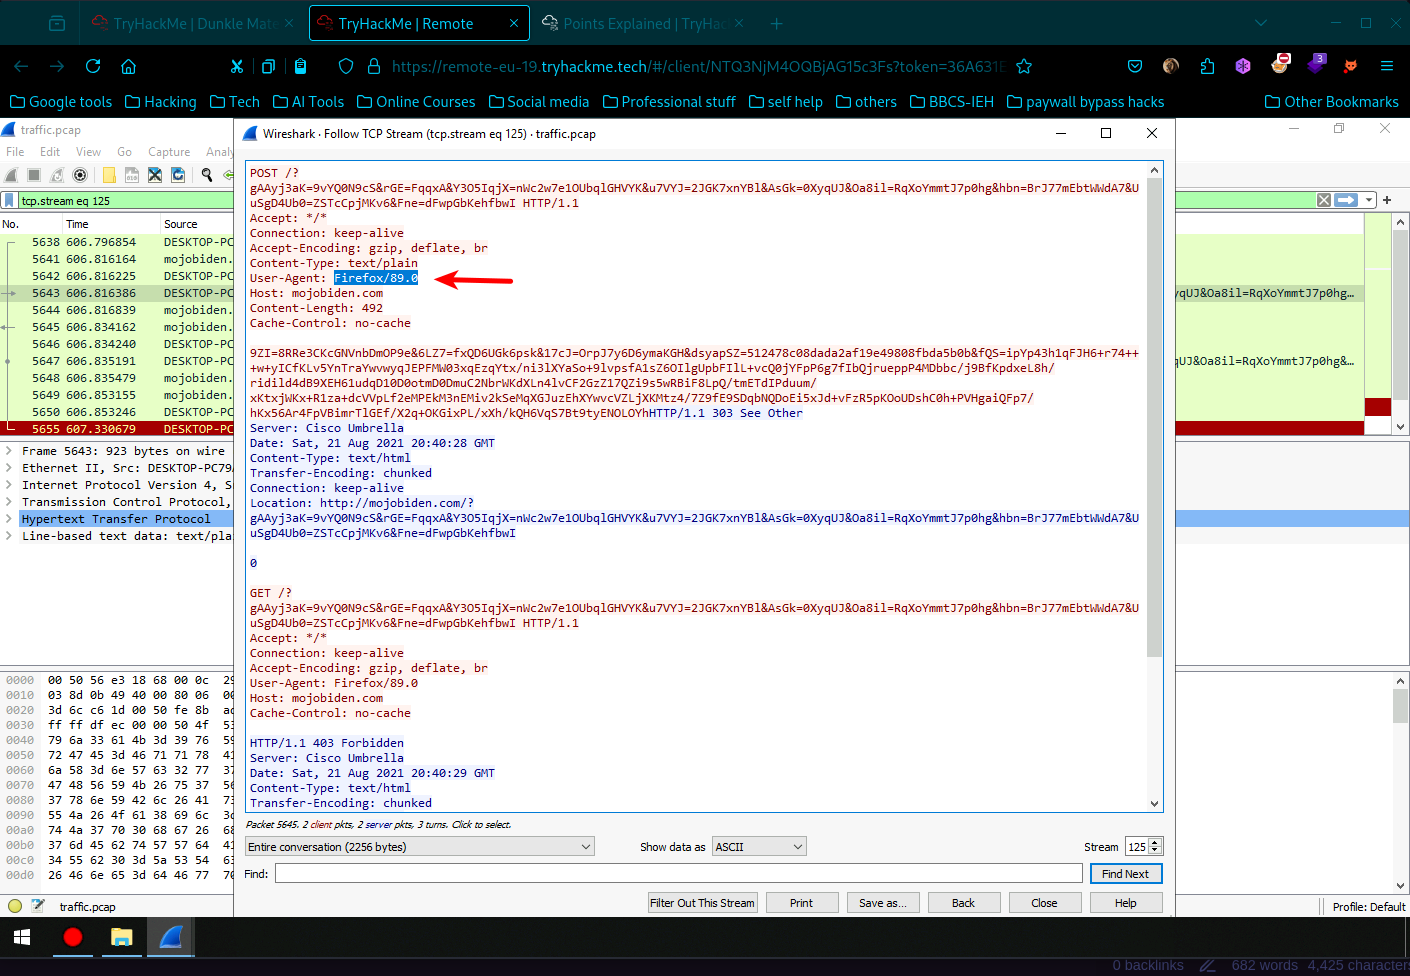 TryHackMe | Dunkle Mate
TryHackMe | Remote
Points Explained | TryHac
https://remote-eu-19.tryhackme.tech/#/client/NTQ3NjM4OQBjAG15c3Fs?token=36A631E
3
Google tools
Hacking
Tech
AI Tools
Online Courses
Social media
Professional stuff
self help
others
BBCS-IEH
paywall bypass hacks
Other Bookmarks
traffic.pcap
File Edit View Go Capture Analy
tcp.stream eq 125
No. Time Source
5638 606.796854 DESKTOP-PC
5641 606.816164 mojobiden.
5642 606.816225 DESKTOP-PC
5643 606.816386 DESKTOP-PC
5644 606.816839 mojobiden.
5645 606.834162 mojobiden.
5646 606.834240 DESKTOP-PC
5647 606.835191 DESKTOP-PC
5648 606.835479 mojobiden.
5649 606.853155 mojobiden.
5650 606.853246 DESKTOP-PC
5655 607.330679 DESKTOP-PC
Frame 5643: 923 bytes on wire
Ethernet II, Src: DESKTOP-PC79A
Internet Protocol Version 4, S
Transmission Control Protocol,
Hypertext Transfer Protocol
Line-based text data: text/pla
0000 00 50 56 e3 18 68 00 0c 29
0010 03 8d 0b 49 40 00 80 06 00
0020 3d 6c c6 1d 00 50 fe 8b ad
0030 ff ff df ec 00 00 50 4f 53
0040 79 6a 33 61 4b 3d 39 76 59
0050 72 47 45 3d 46 71 71 78 41
0060 6a 58 3d 6e 57 63 32 77 37
0070 47 48 56 59 4b 26 75 37 56
0080 37 78 6e 59 42 6c 26 41 73
0090 55 4a 26 4f 61 38 69 6c 3d
00a0 74 4a 37 70 30 68 67 26 68
00b0 37 6d 45 62 74 57 57 64 41
00c0 34 55 62 30 3d 5a 53 54 63
00d0 26 46 6e 65 3d 64 46 77 70
traffic.pcap
Wireshark · Follow TCP Stream (tcp.stream eq 125) · traffic.pcap
POST /?
gAAyj3aK=9vYQ0N9cS&rGE=FqqxA&Y3O5IqjX=nWc2w7e1OUbqlGHVYK&u7VYJ=2JGK7xnYBl&AsGk=0XyqUJ&Oa8il=RqXoYmmtJ7p0hg&hbn=BrJ77mEbtWWdA7&U
uSgD4Ub0=ZSTcCpjMKv6&Fne=dFwpGbKehfbwI HTTP/1.1
Accept: */*
Connection: keep-alive
Accept-Encoding: gzip, deflate, br
Content-Type: text/plain
User-Agent: Firefox/89.0
Host: mojobiden.com
Content-Length: 492
Cache-Control: no-cache
9ZI=8RRe3CKcGNVnbDmOP9e&6LZ7=fxQD6UGk6psk&17cJ=OrpJ7y6D6ymaKGH&dsyapSZ=512478c08dada2af19e49808fbda5b0b&fQS=ipYp43h1qFJH6+r74++
+w+yICfKLv5YnTraYwvwyqJEPFMW03xqEzqYtx/ni3lXYaSo+9lvpsfA1sZ6OIlgUpbFIlL+vcQ0jYFpP6g7fIbQjrueppP4MDbbc/j9BfKpdxeL8h/
ridild4dB9XEH61udqD10D0otmD0DmuC2NbrWKdXLn4lvCF2GzZ17QZi9s5wRBiF8LpQ/tmETdIPduum/
xKtxjWKx+R1za+dcVVpLf2eMPEkM3nEMiv2kSeMqXGJuzEhXYwvcVZLjXKMtz4/7Z9fE9SDqbNQDoEi5xJd+vFzR5pKOoUDshC0h+PVHgaiQFp7/
hKx56Ar4FpVBimrTlGEf/X2q+OKGixPL/xXh/kQH6VqS7Bt9tyENOLOYhHTTP/1.1 303 See Other
Server: Cisco Umbrella
Date: Sat, 21 Aug 2021 20:40:28 GMT
Content-Type: text/html
Transfer-Encoding: chunked
Connection: keep-alive
Location: http://mojobiden.com/?
gAAyj3aK=9vYQ0N9cS&rGE=FqqxA&Y3O5IqjX=nWc2w7e1OUbqlGHVYK&u7VYJ=2JGK7xnYBl&AsGk=0XyqUJ&Oa8il=RqXoYmmtJ7p0hg&hbn=BrJ77mEbtWWdA7&U
uSgD4Ub0=ZSTcCpjMKv6&Fne=dFwpGbKehfbwI
0
GET /?
gAAyj3aK=9vYQ0N9cS&rGE=FqqxA&Y3O5IqjX=nWc2w7e1OUbqlGHVYK&u7VYJ=2JGK7xnYBl&AsGk=0XyqUJ&Oa8il=RqXoYmmtJ7p0hg&hbn=BrJ77mEbtWWdA7&U
uSgD4Ub0=ZSTcCpjMKv6&Fne=dFwpGbKehfbwI HTTP/1.1
Accept: */*
Connection: keep-alive
Accept-Encoding: gzip, deflate, br
User-Agent: Firefox/89.0
Host: mojobiden.com
Cache-Control: no-cache
HTTP/1.1 403 Forbidden
Server: Cisco Umbrella
Date: Sat, 21 Aug 2021 20:40:29 GMT
Content-Type: text/html
Transfer-Encoding: chunked
Packet 5645. 2 client pkts, 2 server pkts, 3 turns. Click to select.
Entire conversation (2256 bytes) Show data as ASCII Stream 125
Find: Find Next
Filter Out This Stream Print Save as... Back Close Help
yqUJ&Oa8il=RqXoYmmtJ7p0hg…
UJ&Oa8il=RqXoYmmtJ7p0hg&…
Profile: Default
0 backlinks 682 words 4,425 character